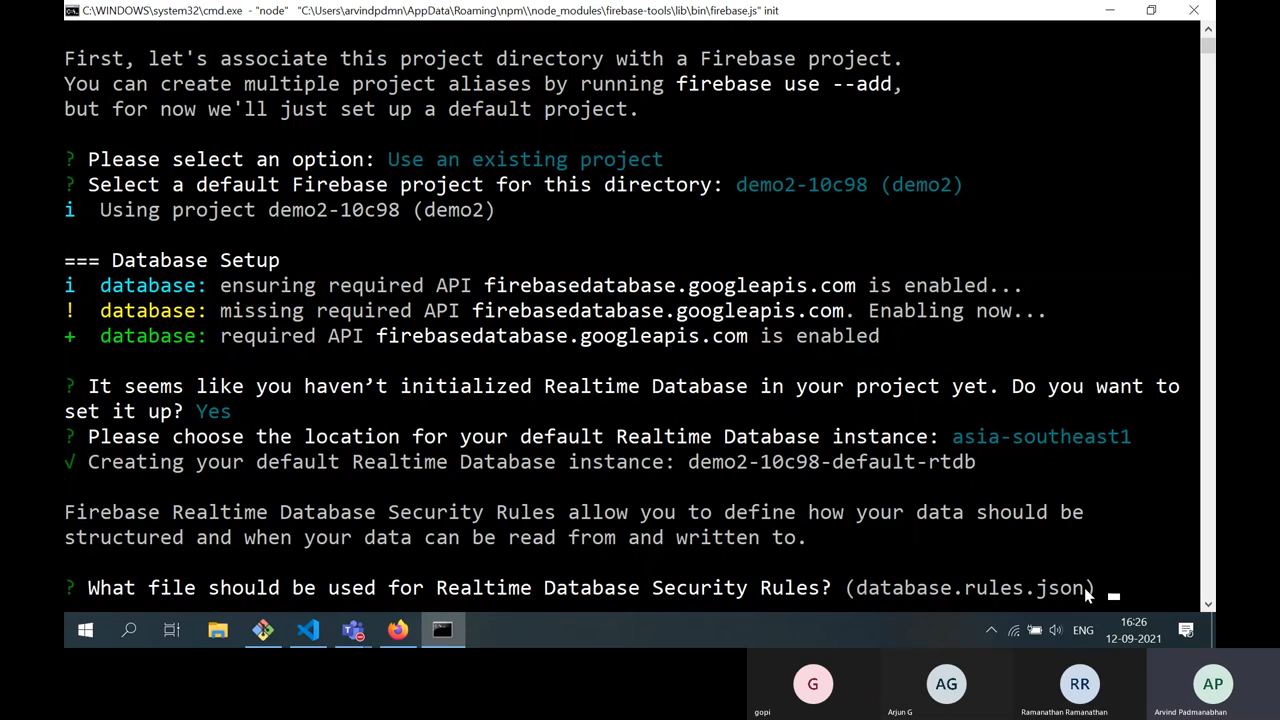 C:\WINDOWS\system32\cmd.exe - "node"  "C:\Users\arvindpdmn\AppData\Roaming\npm\\node_modules\firebase-tools\lib\bin\firebase.js" init
First, let's associate this project directory with a Firebase project.
You can create multiple project aliases by running firebase use --add,
but for now we'll just set up a default project.
? Please select an option: Use an existing project
? Select a default Firebase project for this directory: demo2-10c98 (demo2)
i  Using project demo2-10c98 (demo2)
=== Database Setup
i  database: ensuring required API firebasedatabase.googleapis.com is enabled...
!  database: missing required API firebasedatabase.googleapis.com. Enabling now...
+  database: required API firebasedatabase.googleapis.com is enabled
? It seems like you haven’t initialized Realtime Database in your project yet. Do you want to
set it up? Yes
? Please choose the location for your default Realtime Database instance: asia-southeast1
√ Creating your default Realtime Database instance: demo2-10c98-default-rtdb
Firebase Realtime Database Security Rules allow you to define how your data should be
structured and when your data can be read from and written to.
? What file should be used for Realtime Database Security Rules? (database.rules.json)
ENG
16:26
12-09-2021
G
AG
RR
AP
gopi
Arjun G
Ramanathan Ramanathan
Arvind Padmanabhan